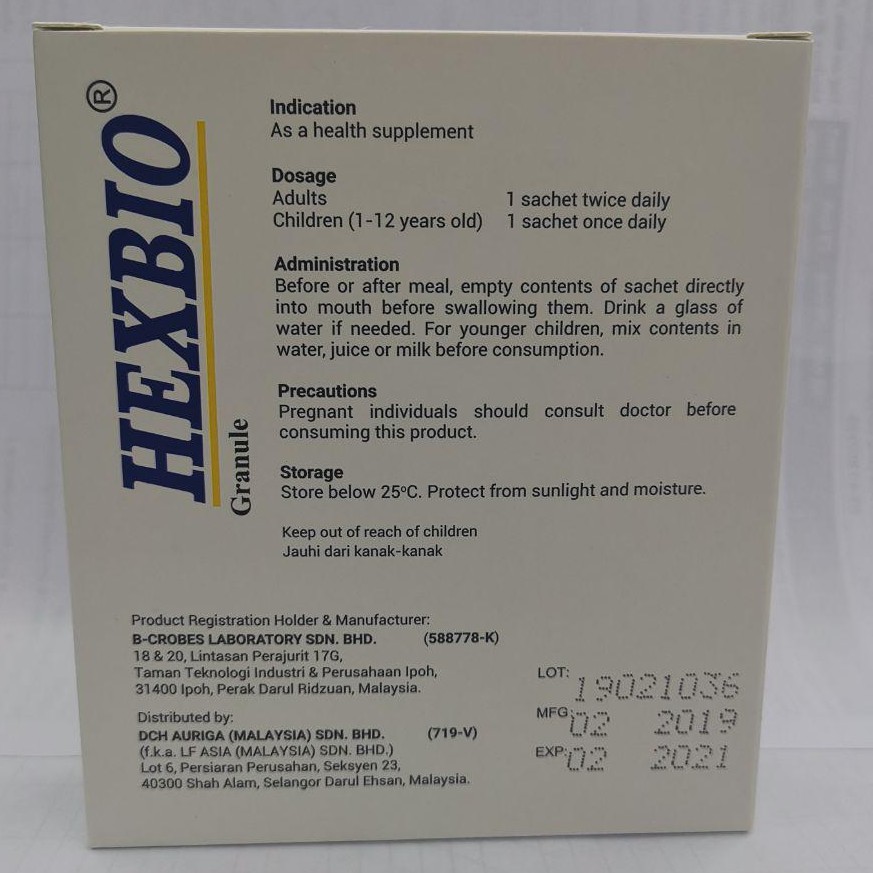 HEXBIO®
Granule
Indication
As a health supplement
Dosage
Adults 1 sachet twice daily
Children (1-12 years old) 1 sachet once daily
Administration
Before or after meal, empty contents of sachet directly
into mouth before swallowing them. Drink a glass of
water if needed. For younger children, mix contents in
water, juice or milk before consumption.
Precautions
Pregnant individuals should consult doctor before
consuming this product.
Storage
Store below 25°C. Protect from sunlight and moisture.
Keep out of reach of children
Jauhi dari kanak-kanak
Product Registration Holder & Manufacturer:
B-CROBES LABORATORY SDN. BHD. (588778-K)
18 & 20, Lintasan Perajurit 17G,
Taman Teknologi Industri & Perusahaan Ipoh,
31400 Ipoh, Perak Darul Ridzuan, Malaysia.
Distributed by:
DCH AURIGA (MALAYSIA) SDN. BHD. (719-V)
(f.k.a. LF ASIA (MALAYSIA) SDN. BHD.)
Lot 6, Persiaran Perusahan, Seksyen 23,
40300 Shah Alam, Selangor Darul Ehsan, Malaysia.
LOT: 19021036
MFG: 02 2019
EXP: 02 2021